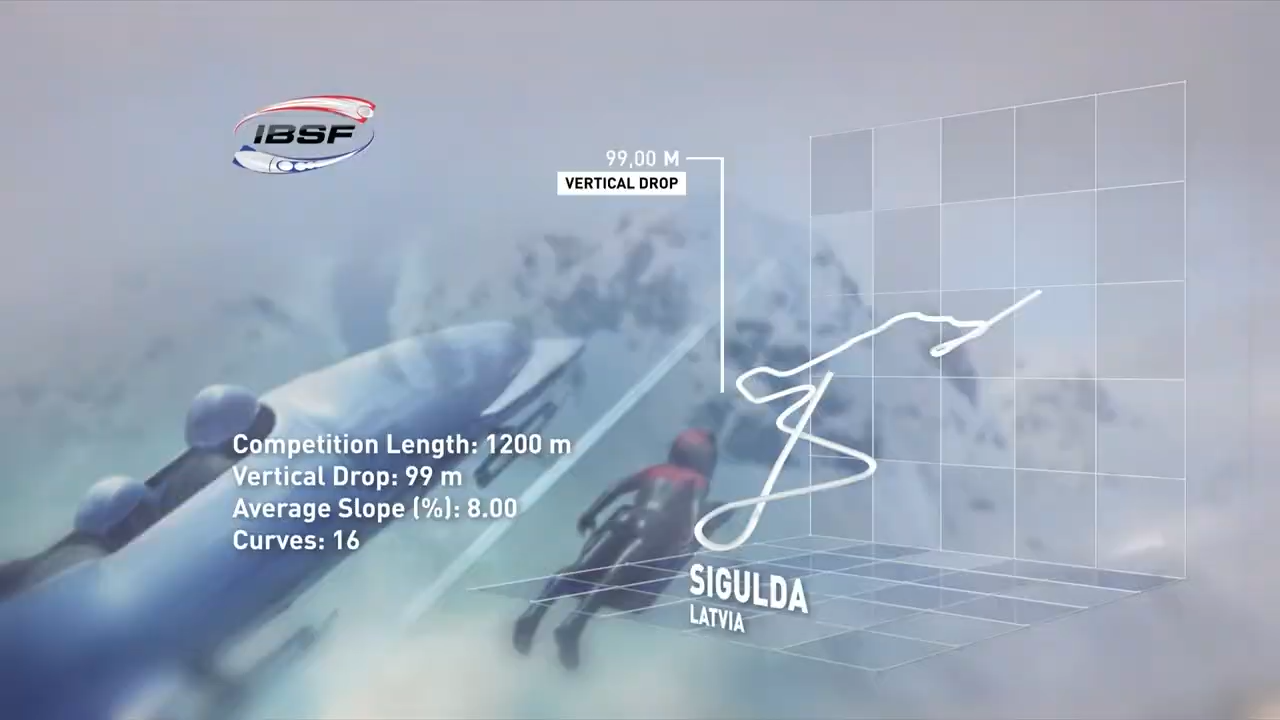 IBSF
99,00 M
VERTICAL DROP
Competition Length: 1200 m
Vertical Drop: 99 m
Average Slope (%): 8.00
Curves: 16
SIGULDA
LATVIA